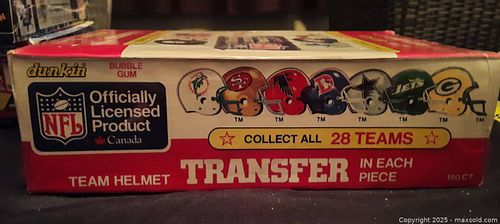 dunkin
BUBBLE
GUM
NFL
Officially
Licensed
Product
Canada
TM TM TM TM TM TM TM
JETS
G
COLLECT ALL 28 TEAMS
TEAM HELMET TRANSFER IN EACH
PIECE
150 CT.
Copyright 2025 - maxsold.com